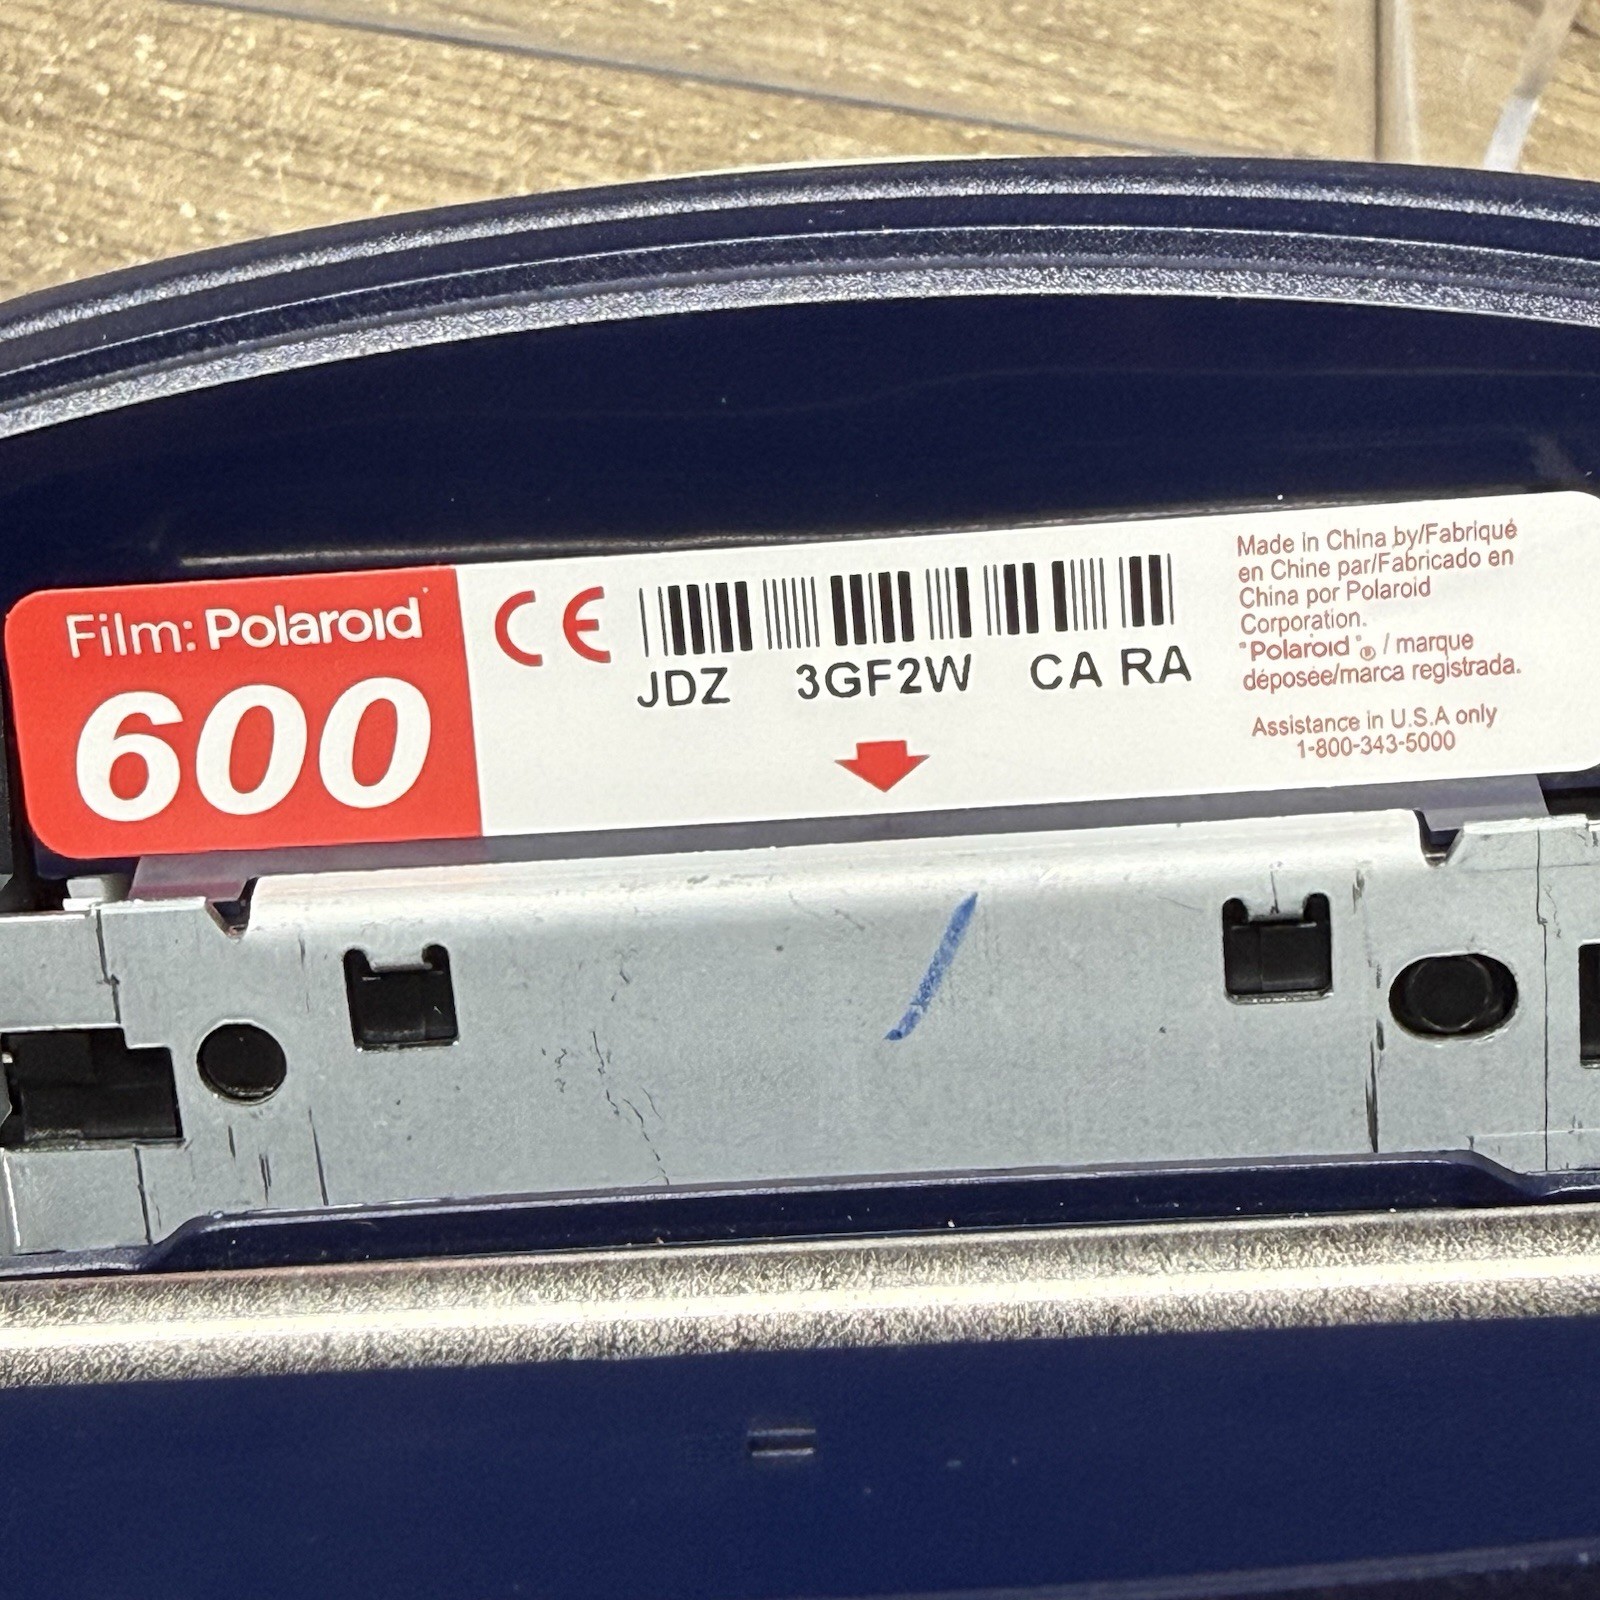 Film: Polaroid
600
CE
JDZ 3GF2W CA RA
Made in China by/Fabriqué
en Chine par/Fabricado en
China por Polaroid
Corporation.
"Polaroid"® / marque
déposée/marca registrada.
Assistance in U.S.A only
1-800-343-5000